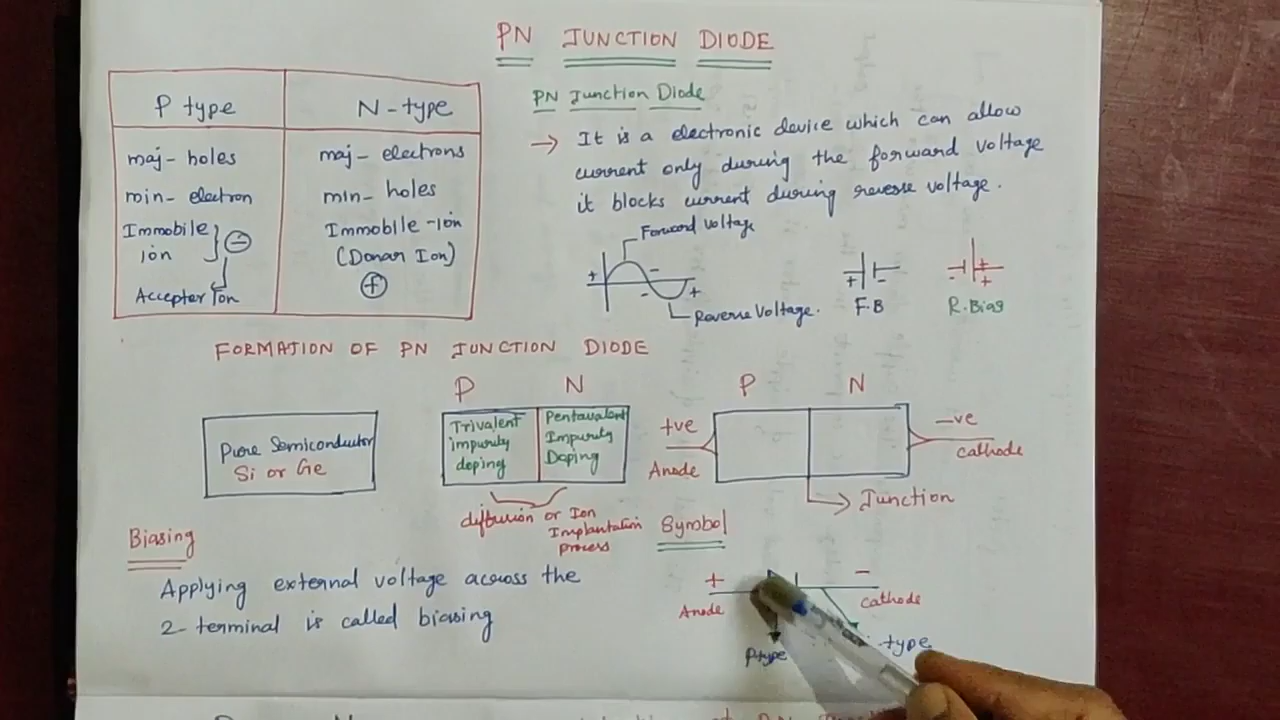 PN JUNCTION DIODE
P type
N-type
maj- holes
maj- electrons
min- electron
min- holes
Immobile
ion
-
Immoblle-ion
(Donar Ion)
+
Accepter Ion
PN Junction Diode
→ It is a electronic device which can allow
current only during the forward voltage
it blocks current during reverse voltage.
Forward voltage
+ -
- +
Reverse Voltage.
+ -
F.B
- +
+
R.Bias
FORMATION OF PN JUNCTION DIODE
Pure Semiconductor
Si or Ge
P N
Trivalent
impurity
doping
Pentavalent
Impurity
Doping
diffusion or Ion
Implantation
process
P N
+ve
Anode
-ve
cathode
Junction
Biasing
Applying external voltage across the
2-terminal is called biasing
Symbol
+ -
Anode
cathode
P-type
type